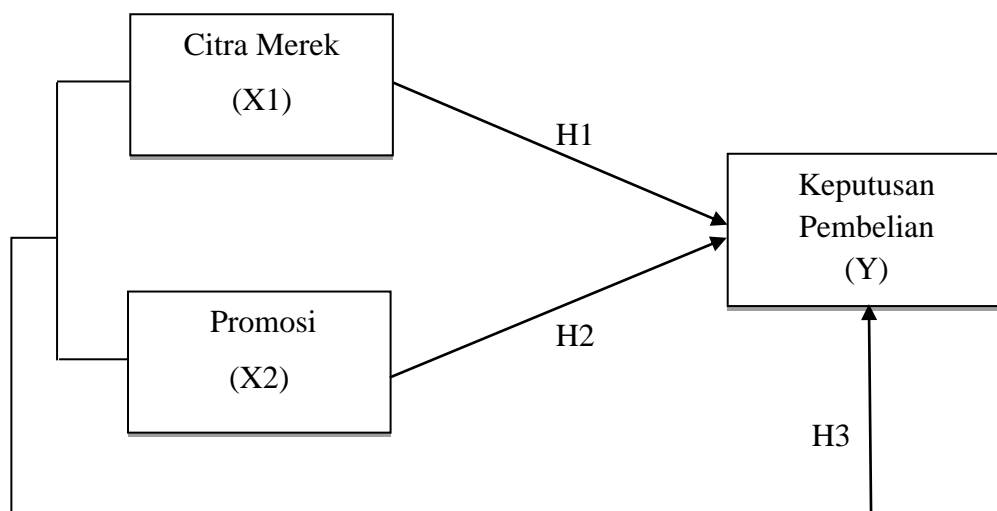 Citra Merek
(X1)
H1
Keputusan
Pembelian
(Y)
Promosi
(X2)
H2
H3